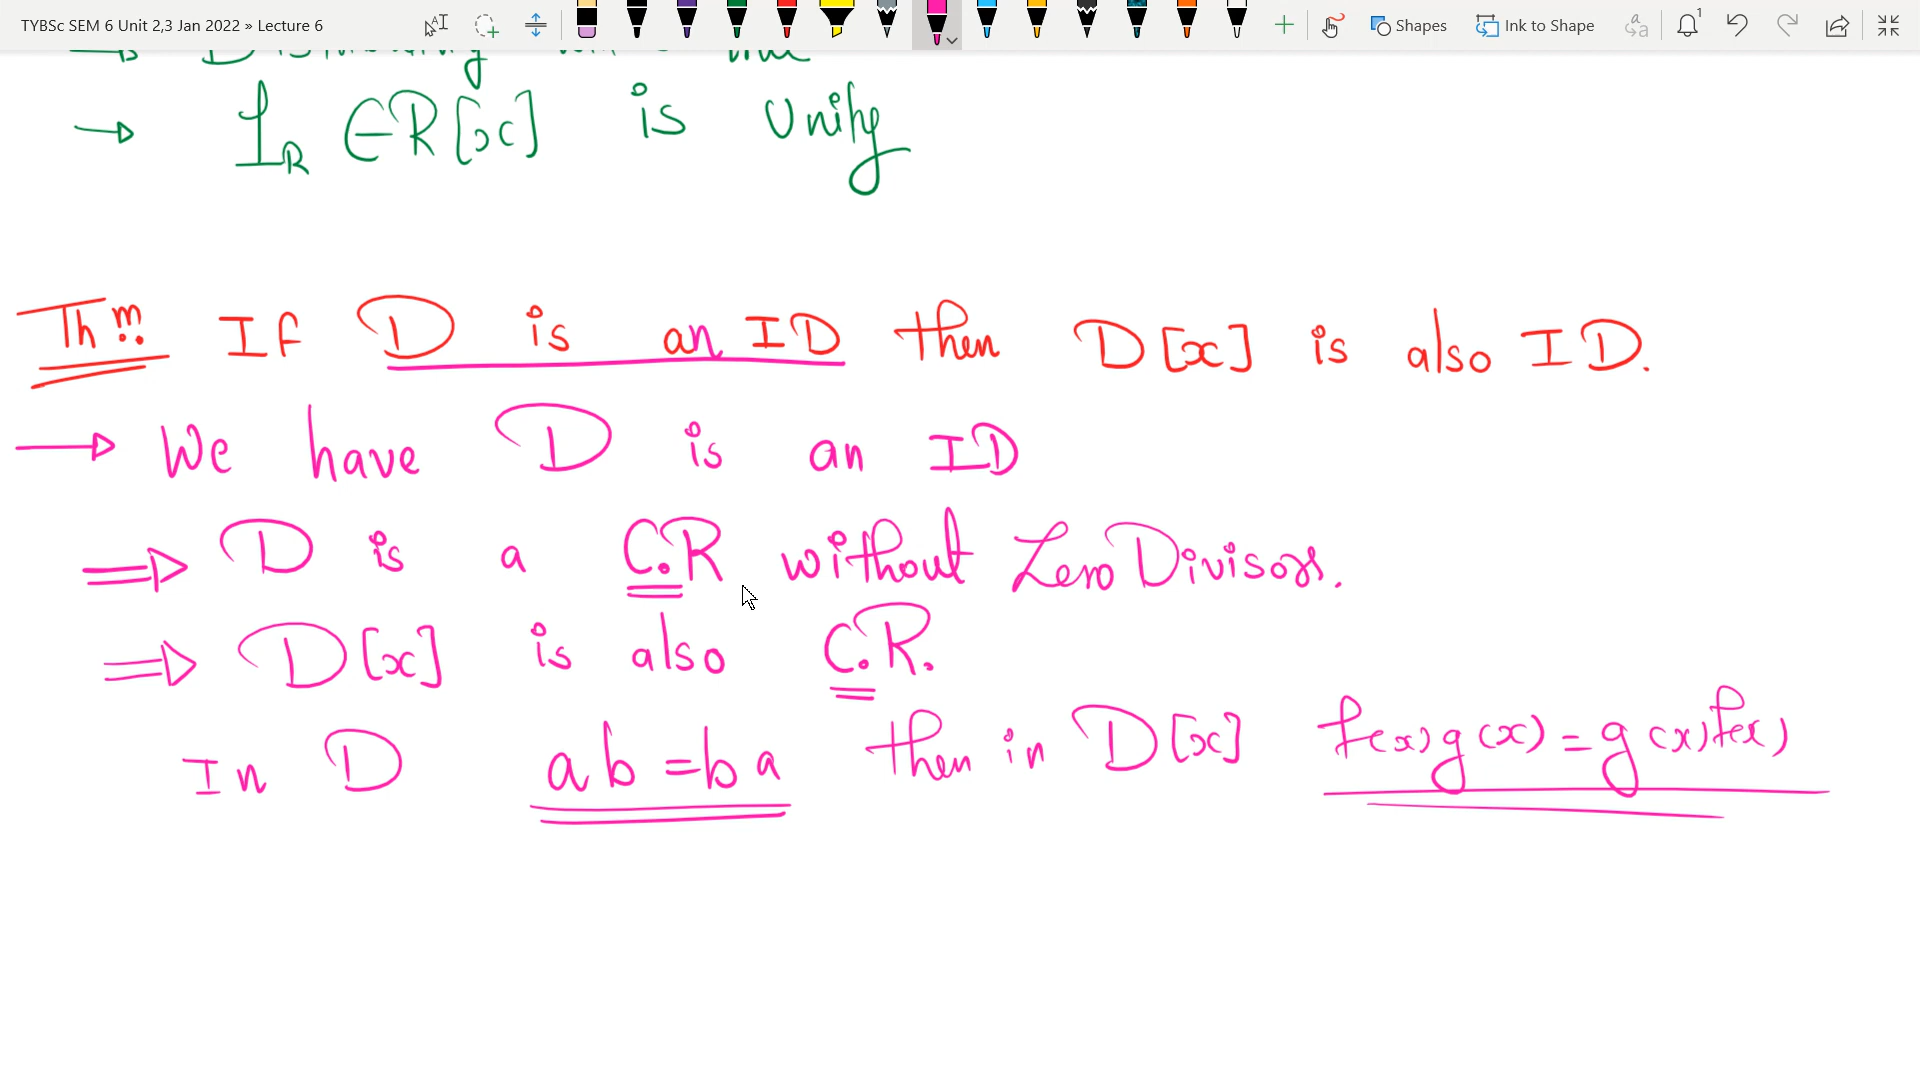 TYBSc SEM 6 Unit 2,3 Jan 2022 » Lecture 6
Shapes
Ink to Shape
1
→ 1_R ∈ R[x] is Unity
Thm: If D is an ID then D[x] is also ID.
→ We have D is an ID
⇒ D is a C.R without Zero Divisors.
⇒ D[x] is also C.R.
In D ab = ba then in D[x] f(x)g(x) = g(x)f(x)